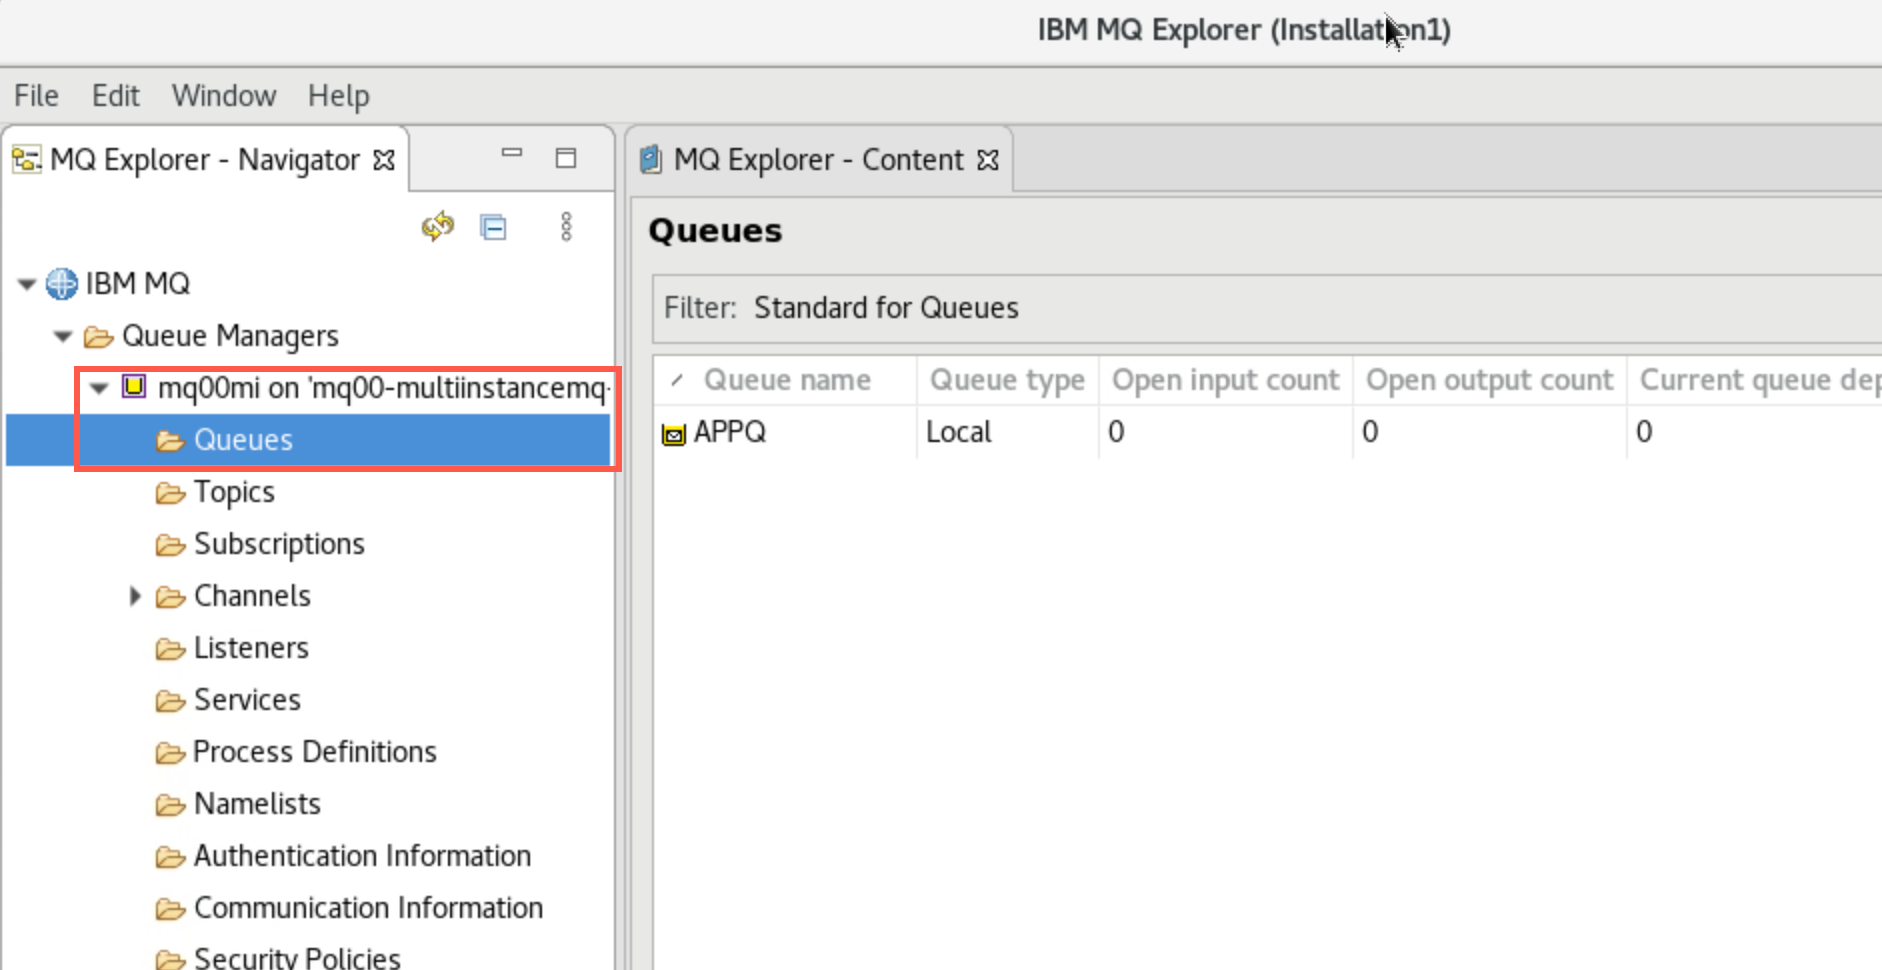 IBM MQ Explorer (Installation1)
File Edit Window Help
MQ Explorer - Navigator
MQ Explorer - Content
IBM MQ
Queue Managers
mq00mi on 'mq00-multiinstancemq-
Queues
Topics
Subscriptions
Channels
Listeners
Services
Process Definitions
Namelists
Authentication Information
Communication Information
Security Policies
Queues
Filter: Standard for Queues
Queue name Queue type Open input count Open output count Current queue dep
APPQ Local 0 0 0